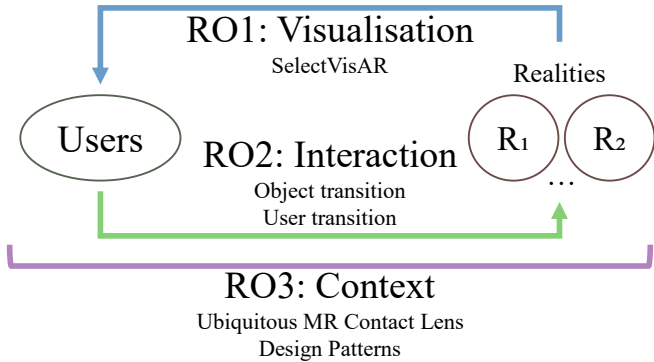 RO1: Visualisation
SelectVisAR
Realities
Users
R₁
R₂
...
RO2: Interaction
Object transition
User transition
RO3: Context
Ubiquitous MR Contact Lens
Design Patterns